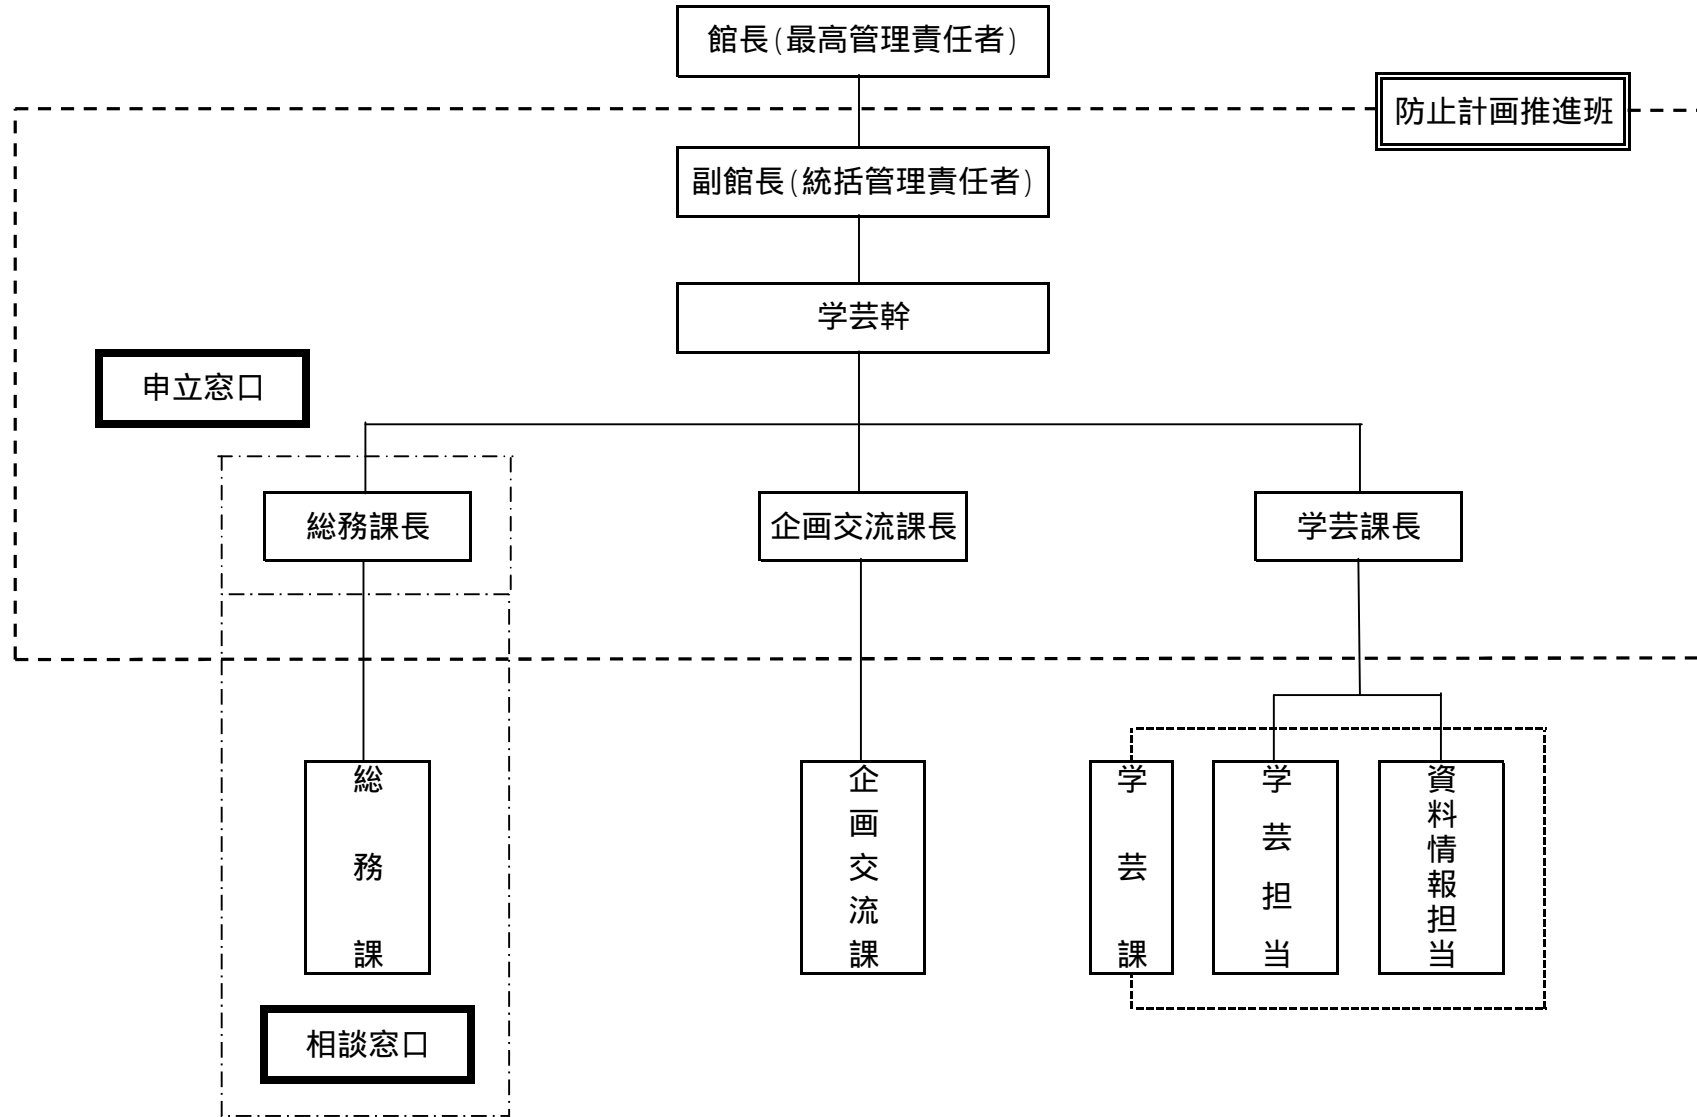 館長(最高管理責任者)
防止計画推進班
副館長(統括管理責任者)
学芸幹
申立窓口
総務課長
企画交流課長
学芸課長
総務課
企画交流課
学芸課
学芸担当
資料情報担当
相談窓口